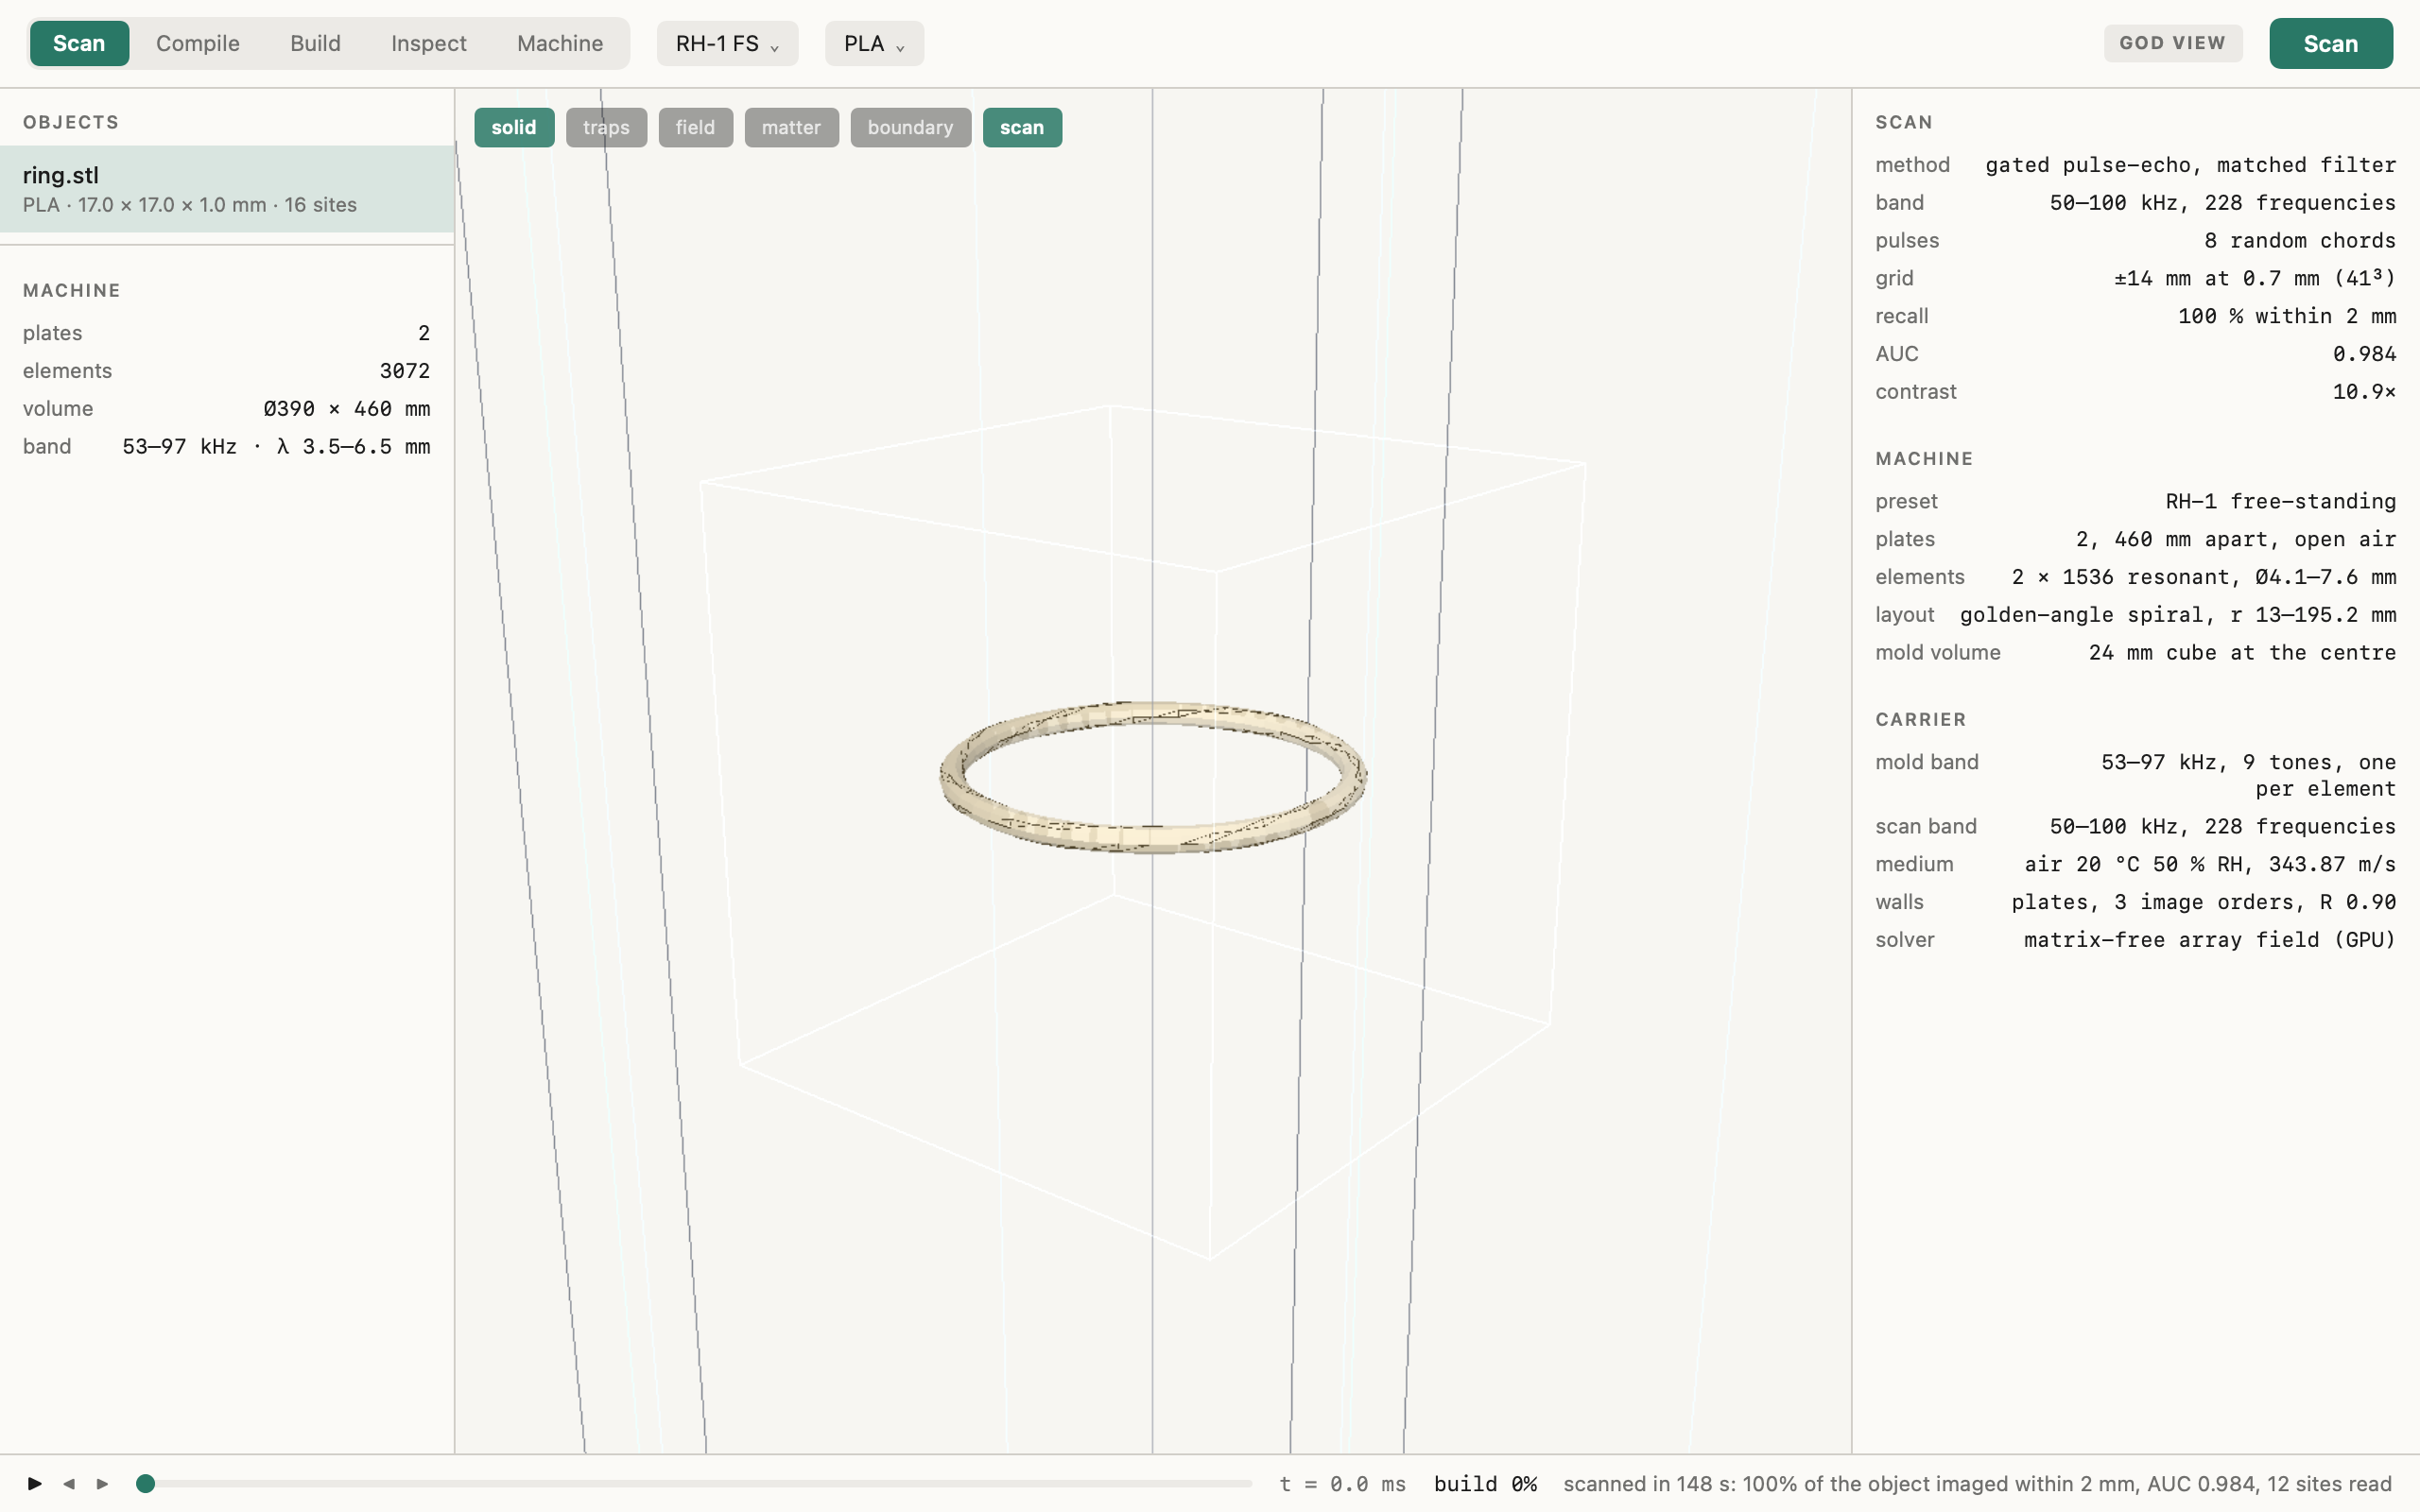 Scan Compile Build Inspect Machine RH-1 FS PLA GOD VIEW Scan
solid traps field matter boundary scan
OBJECTS
ring.stl
PLA · 17.0 × 17.0 × 1.0 mm · 16 sites
MACHINE
plates 2
elements 3072
volume Ø390 × 460 mm
band 53–97 kHz · λ 3.5–6.5 mm
SCAN
method gated pulse-echo, matched filter
band 50–100 kHz, 228 frequencies
pulses 8 random chords
grid ±14 mm at 0.7 mm (41³)
recall 100 % within 2 mm
AUC 0.984
contrast 10.9×
MACHINE
preset RH-1 free-standing
plates 2, 460 mm apart, open air
elements 2 × 1536 resonant, Ø4.1–7.6 mm
layout golden-angle spiral, r 13–195.2 mm
mold volume 24 mm cube at the centre
CARRIER
mold band 53–97 kHz, 9 tones, one
per element
scan band 50–100 kHz, 228 frequencies
medium air 20 °C 50 % RH, 343.87 m/s
walls plates, 3 image orders, R 0.90
solver matrix-free array field (GPU)
t = 0.0 ms build 0% scanned in 148 s: 100% of the object imaged within 2 mm, AUC 0.984, 12 sites read